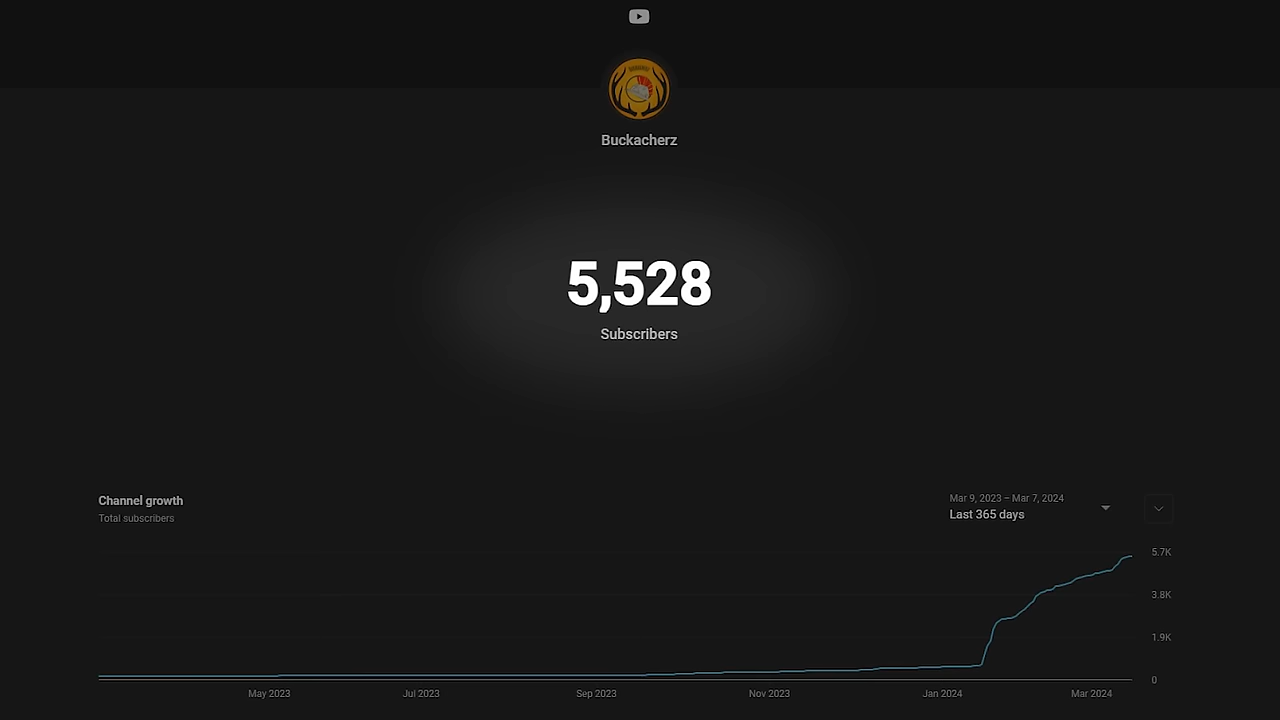 Buckacherz
5,528
Subscribers
Channel growth
Total subscribers
Mar 9, 2023 – Mar 7, 2024
Last 365 days
5.7K
3.8K
1.9K
0
May 2023 Jul 2023 Sep 2023 Nov 2023 Jan 2024 Mar 2024